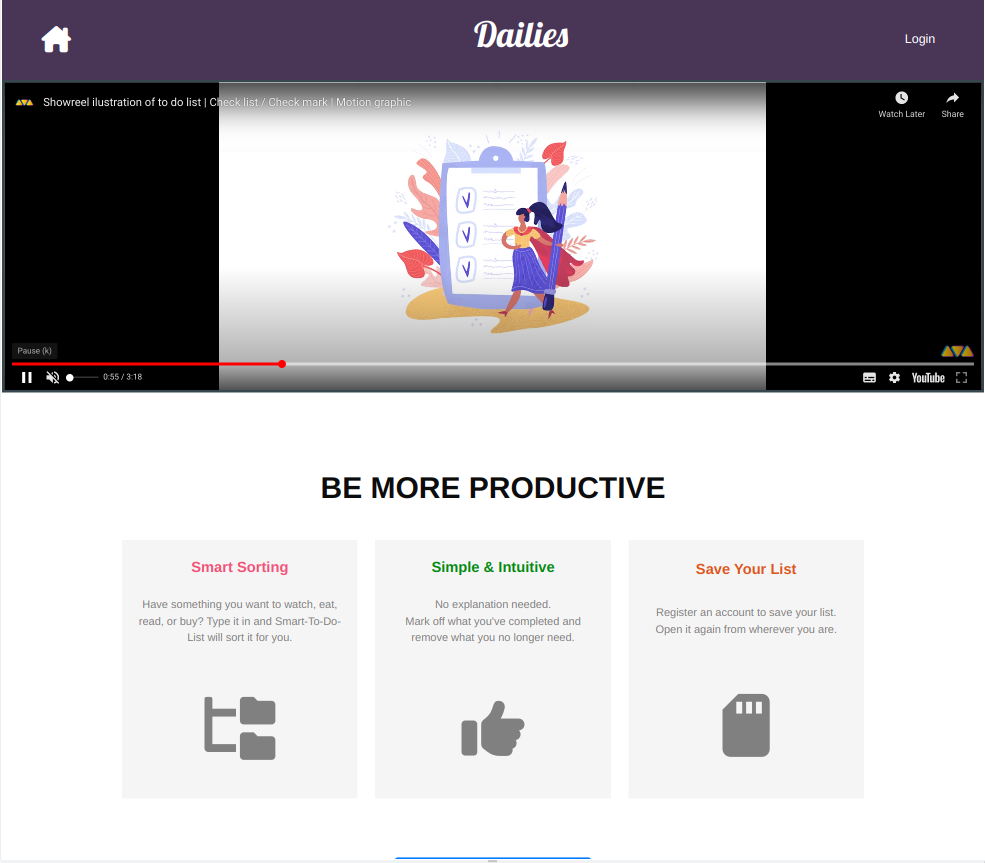 Dailies
Login
Showreel ilustration of to do list | Check list / Check mark | Motion graphic
Watch Later
Share
Pause (k)
0:55 / 3:18
YouTube
BE MORE PRODUCTIVE
Smart Sorting
Have something you want to watch, eat,
read, or buy? Type it in and Smart-To-Do-
List will sort it for you.
Simple & Intuitive
No explanation needed.
Mark off what you've completed and
remove what you no longer need.
Save Your List
Register an account to save your list.
Open it again from wherever you are.